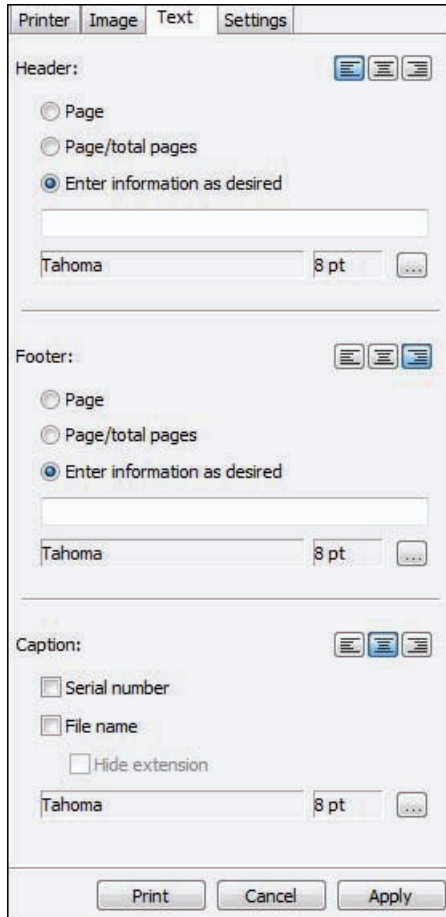 Printer Image Text Settings
Header:
Page
Page/total pages
Enter information as desired
Tahoma 8 pt ...
Footer:
Page
Page/total pages
Enter information as desired
Tahoma 8 pt ...
Caption:
Serial number
File name
Hide extension
Tahoma 8 pt ...
Print Cancel Apply